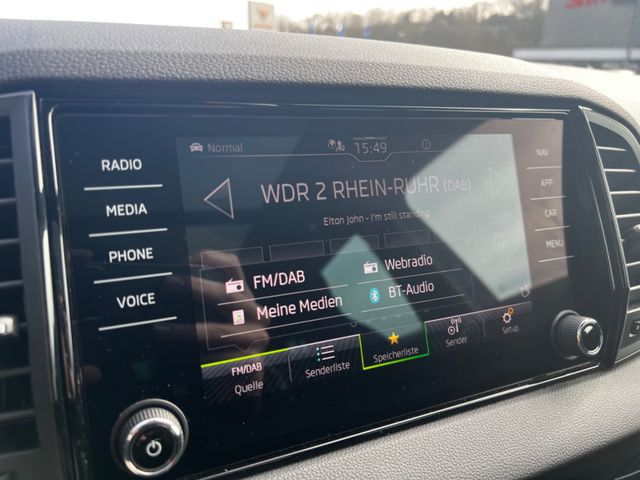 Normal
15:49
WDR 2 RHEIN-RUHR (DAB)
Elton John - I'm still standing
RADIO
MEDIA
PHONE
VOICE
NAV
APP
CAR
MENU
FM/DAB
Webradio
Meine Medien
BT-Audio
FM/DAB
Quelle
Senderliste
Speicherliste
Sender
Setup